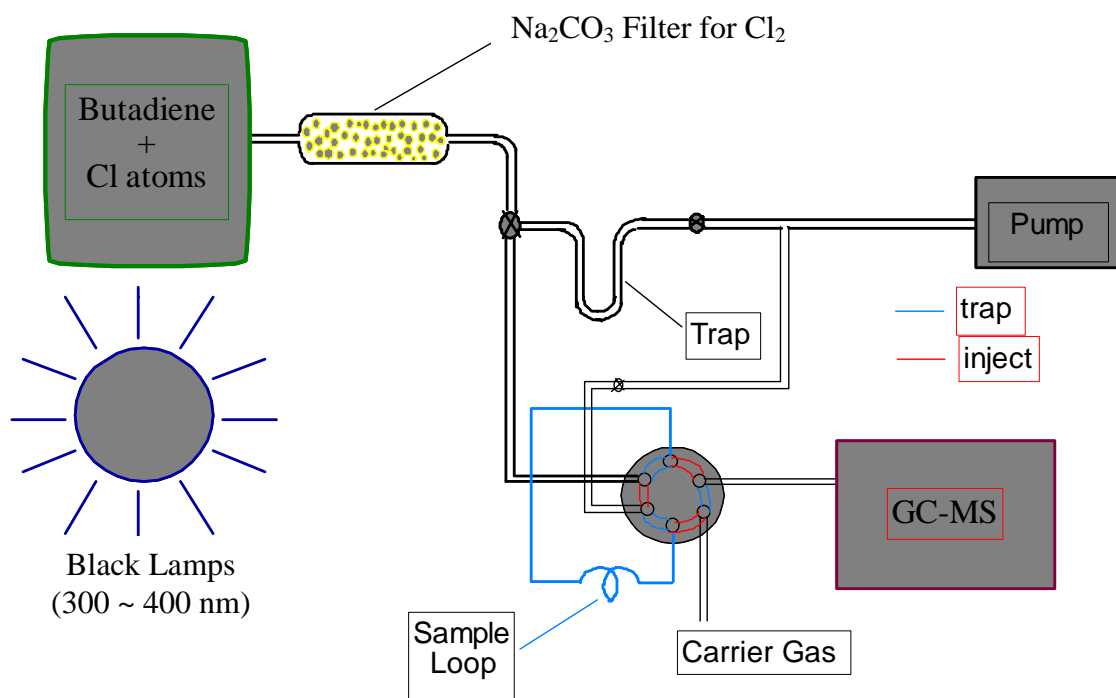 Na₂CO₃ Filter for Cl₂
Butadiene
+
Cl atoms
Pump
Trap
trap
inject
GC-MS
Black Lamps
(300 ~ 400 nm)
Sample
Loop
Carrier Gas